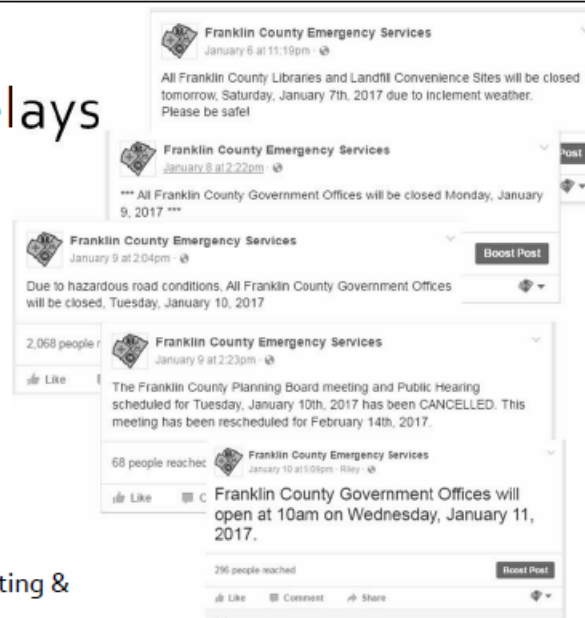 lays
Franklin County Emergency Services
January 6 at 11:19pm ·
All Franklin County Libraries and Landfill Convenience Sites will be closed
tomorrow, Saturday, January 7th, 2017 due to inclement weather.
Please be safe!
Post
Franklin County Emergency Services
January 8 at 2:22pm ·
*** All Franklin County Government Offices will be closed Monday, January
9, 2017 ***
Boost Post
Franklin County Emergency Services
January 9 at 2:04pm ·
Due to hazardous road conditions, All Franklin County Government Offices
will be closed, Tuesday, January 10, 2017
2,068 people r
Like
Franklin County Emergency Services
January 9 at 2:23pm ·
The Franklin County Planning Board meeting and Public Hearing
scheduled for Tuesday, January 10th, 2017 has been CANCELLED. This
meeting has been rescheduled for February 14th, 2017.
68 people reached
Like C
Franklin County Emergency Services
January 10 at 5:09pm · Riley ·
Franklin County Government Offices will
open at 10am on Wednesday, January 11,
2017.
296 people reached
Boost Post
Like Comment Share
ting &